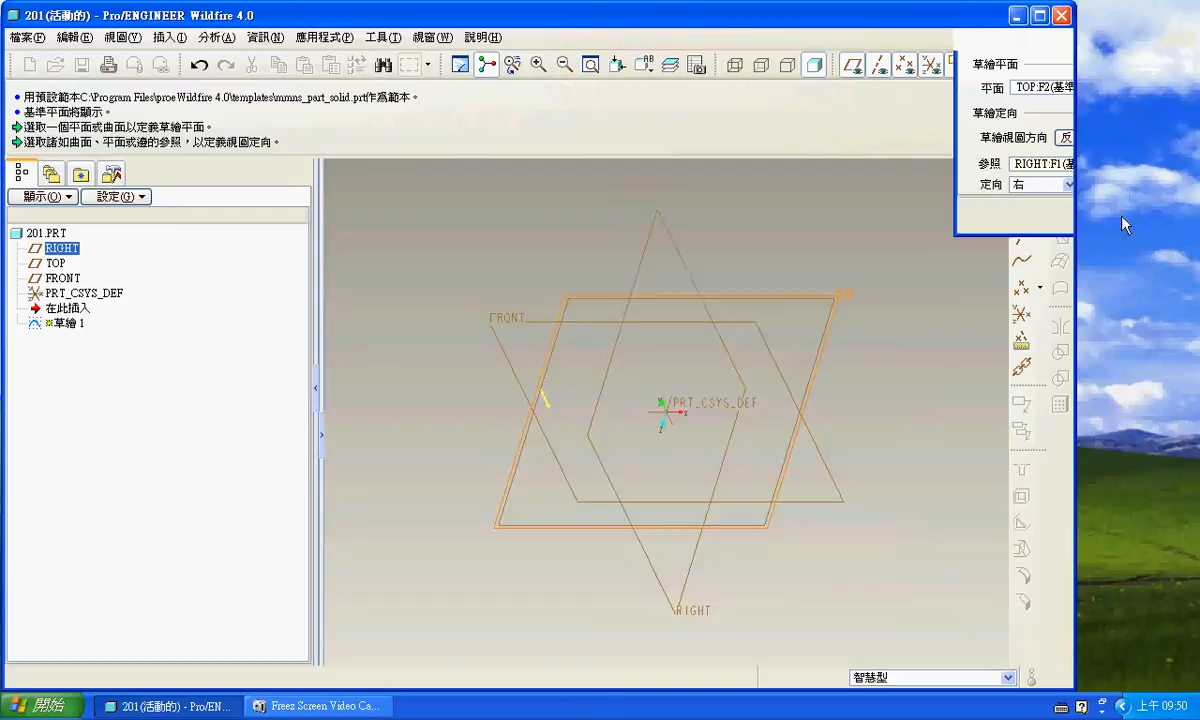 201(活動的) - Pro/ENGINEER Wildfire 4.0
檔案(F) 編輯(E) 視圖(V) 插入(I) 分析(A) 資訊(N) 應用程式(P) 工具(T) 視窗(W) 說明(H)
• 用預設範本C:\Program Files\proeWildfire 4.0\templates\mmns_part_solid.prt作為範本。
• 基準平面將顯示。
選取一個平面或曲面以定義草繪平面。
選取諸如曲面、平面或邊的參照，以定義視圖定向。
草繪平面
平面 TOP:F2(基準
草繪定向
草繪視圖方向 反
參照 RIGHT:F1(基
定向 右
顯示(O) 設定(G)
201.PRT
RIGHT
TOP
FRONT
PRT_CSYS_DEF
在此插入
草繪 1
TOP
FRONT
PRT_CSYS_DEF
Y
X
Z
RIGHT
智慧型
開始 201(活動的) - Pro/EN... Freez Screen Video Ca... 上午 09:50